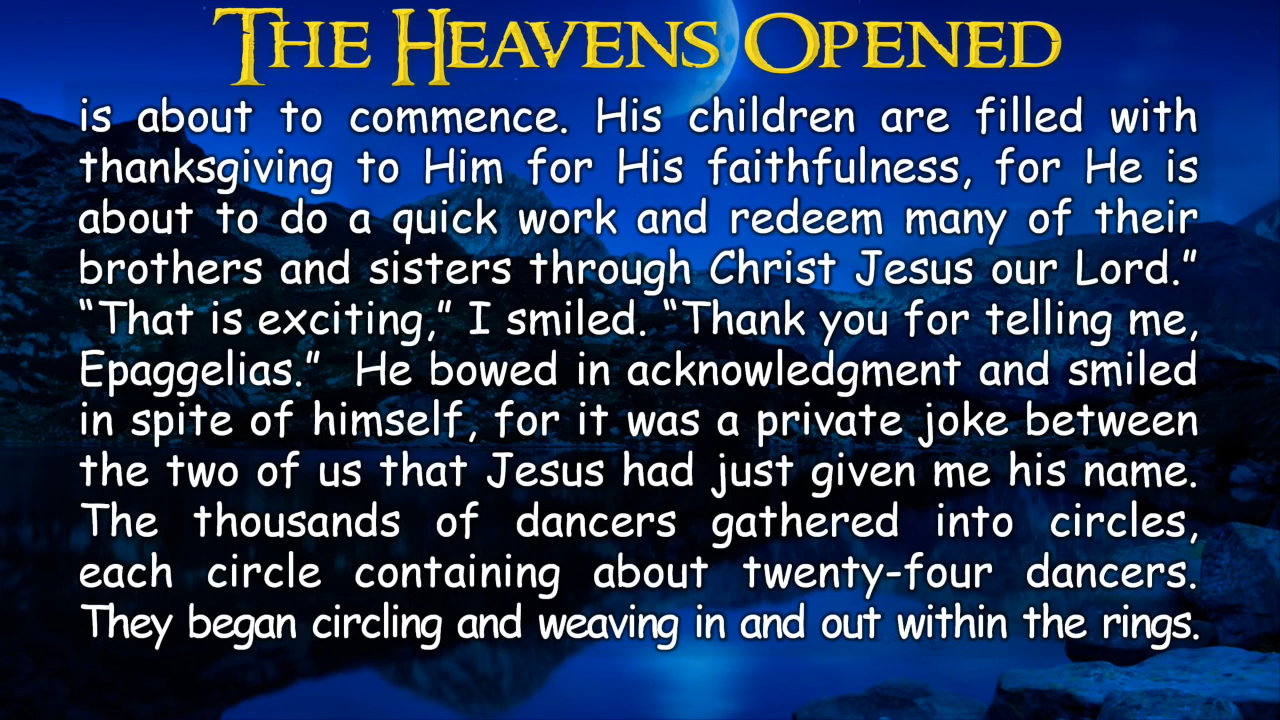 THE HEAVENS OPENED
is about to commence. His children are filled with
thanksgiving to Him for His faithfulness, for He is
about to do a quick work and redeem many of their
brothers and sisters through Christ Jesus our Lord.”
“That is exciting,” I smiled. “Thank you for telling me,
Epaggelias.”  He bowed in acknowledgment and smiled
in spite of himself, for it was a private joke between
the two of us that Jesus had just given me his name.
The thousands of dancers gathered into circles,
each circle containing about twenty-four dancers.
They began circling and weaving in and out within the rings.